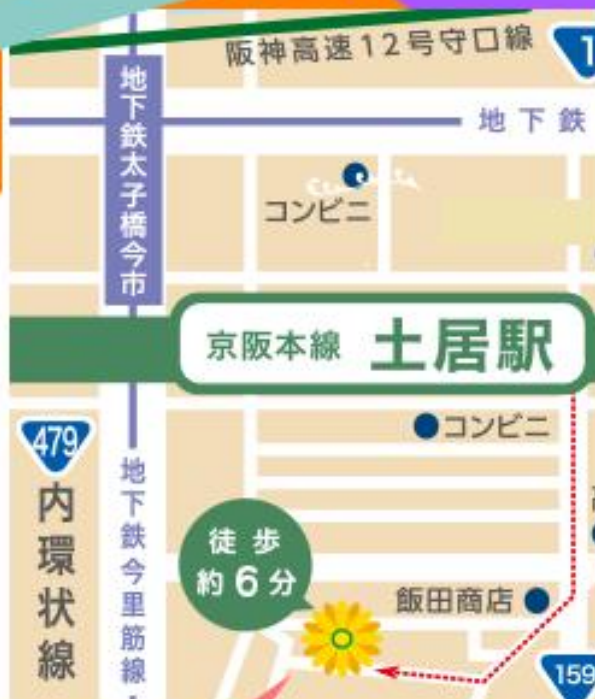 阪神高速12号守口線
1
地下鉄太子橋今市
地下鉄
コンビニ
京阪本線 土居駅
479
内環状線
地下鉄今里筋線
コンビニ
徒歩
約6分
飯田商店
159